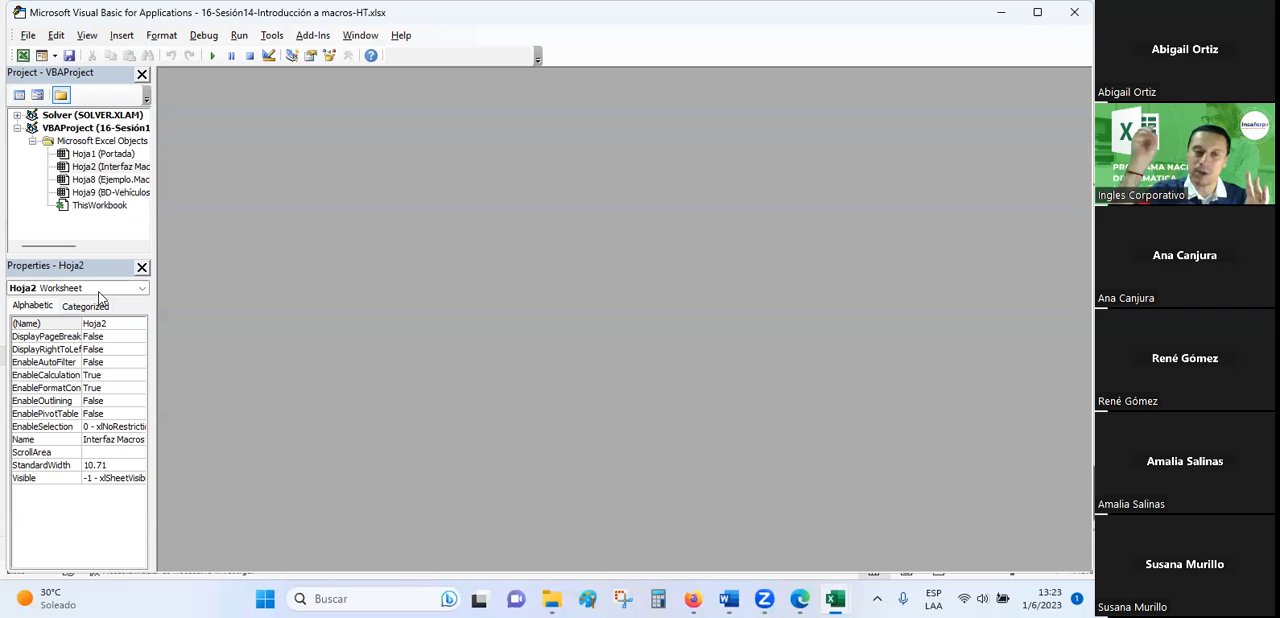 Microsoft Visual Basic for Applications - 16-Sesión14-Introducción a macros-HT.xlsx
File Edit View Insert Format Debug Run Tools Add-Ins Window Help
Project - VBAProject
Solver (SOLVER.XLAM)
VBAProject (16-Sesión1
Microsoft Excel Objects
Hoja1 (Portada)
Hoja2 (Interfaz Mac
Hoja8 (Ejemplo.Mac
Hoja9 (BD-Vehículos
ThisWorkbook
Properties - Hoja2
Hoja2 Worksheet
Alphabetic Categorized
(Name) Hoja2
DisplayPageBreak False
DisplayRightToLef False
EnableAutoFilter False
EnableCalculation True
EnableFormatCon True
EnableOutlining False
EnablePivotTable False
EnableSelection 0 - xlNoRestricti
Name Interfaz Macros
ScrollArea
StandardWidth 10.71
Visible -1 - xlSheetVisib
30°C
Soleado
Buscar
ESP
LAA
13:23
1/6/2023
1
Abigail Ortiz
Abigail Ortiz
PROGRAMA NAC
DE
Insaforp
Ingles Corporativo
Ana Canjura
Ana Canjura
René Gómez
René Gómez
Amalia Salinas
Amalia Salinas
Susana Murillo
Susana Murillo